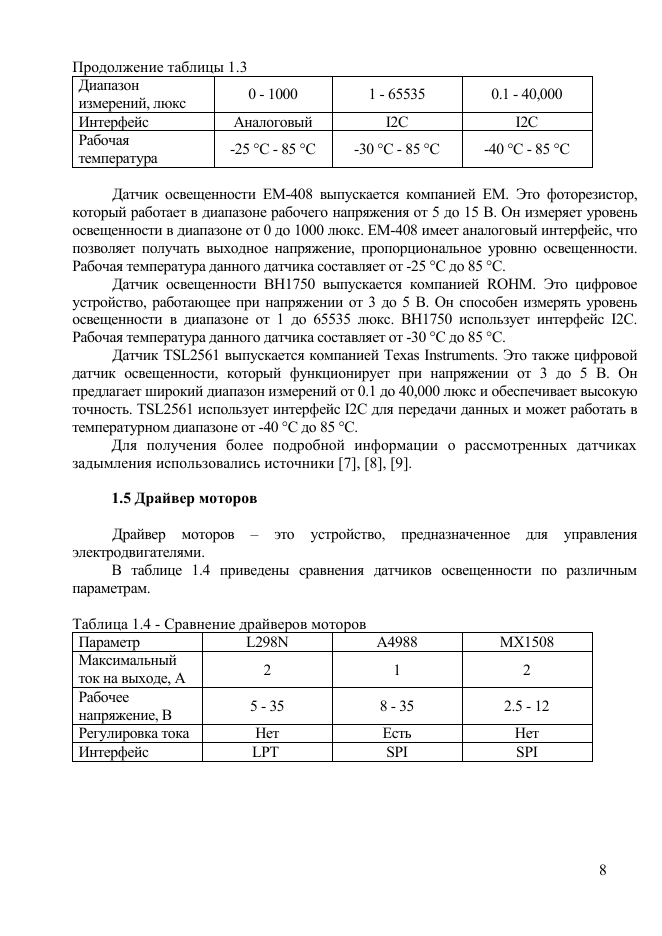 Продолжение таблицы 1.3
Диапазон
измерений, люкс
0 - 1000
1 - 65535
0.1 - 40,000
Интерфейс
Аналоговый
I2C
I2C
Рабочая
температура
-25 °C - 85 °C
-30 °C - 85 °C
-40 °C - 85 °C
Датчик освещенности EM-408 выпускается компанией EM. Это фоторезистор,
который работает в диапазоне рабочего напряжения от 5 до 15 В. Он измеряет уровень
освещенности в диапазоне от 0 до 1000 люкс. EM-408 имеет аналоговый интерфейс, что
позволяет получать выходное напряжение, пропорциональное уровню освещенности.
Рабочая температура данного датчика составляет от -25 °C до 85 °C.
Датчик освещенности BH1750 выпускается компанией ROHM. Это цифровое
устройство, работающее при напряжении от 3 до 5 В. Он способен измерять уровень
освещенности в диапазоне от 1 до 65535 люкс. BH1750 использует интерфейс I2C.
Рабочая температура данного датчика составляет от -30 °C до 85 °C.
Датчик TSL2561 выпускается компанией Texas Instruments. Это также цифровой
датчик освещенности, который функционирует при напряжении от 3 до 5 В. Он
предлагает широкий диапазон измерений от 0.1 до 40,000 люкс и обеспечивает высокую
точность. TSL2561 использует интерфейс I2C для передачи данных и может работать в
температурном диапазоне от -40 °C до 85 °C.
Для получения более подробной информации о рассмотренных датчиках
задымления использовались источники [7], [8], [9].
1.5 Драйвер моторов
Драйвер моторов – это устройство, предназначенное для управления
электродвигателями.
В таблице 1.4 приведены сравнения датчиков освещенности по различным
параметрам.
Таблица 1.4 - Сравнение драйверов моторов
Параметр
L298N
A4988
MX1508
Максимальный
ток на выходе, А
2
1
2
Рабочее
напряжение, В
5 - 35
8 - 35
2.5 - 12
Регулировка тока
Нет
Есть
Нет
Интерфейс
LPT
SPI
SPI
8